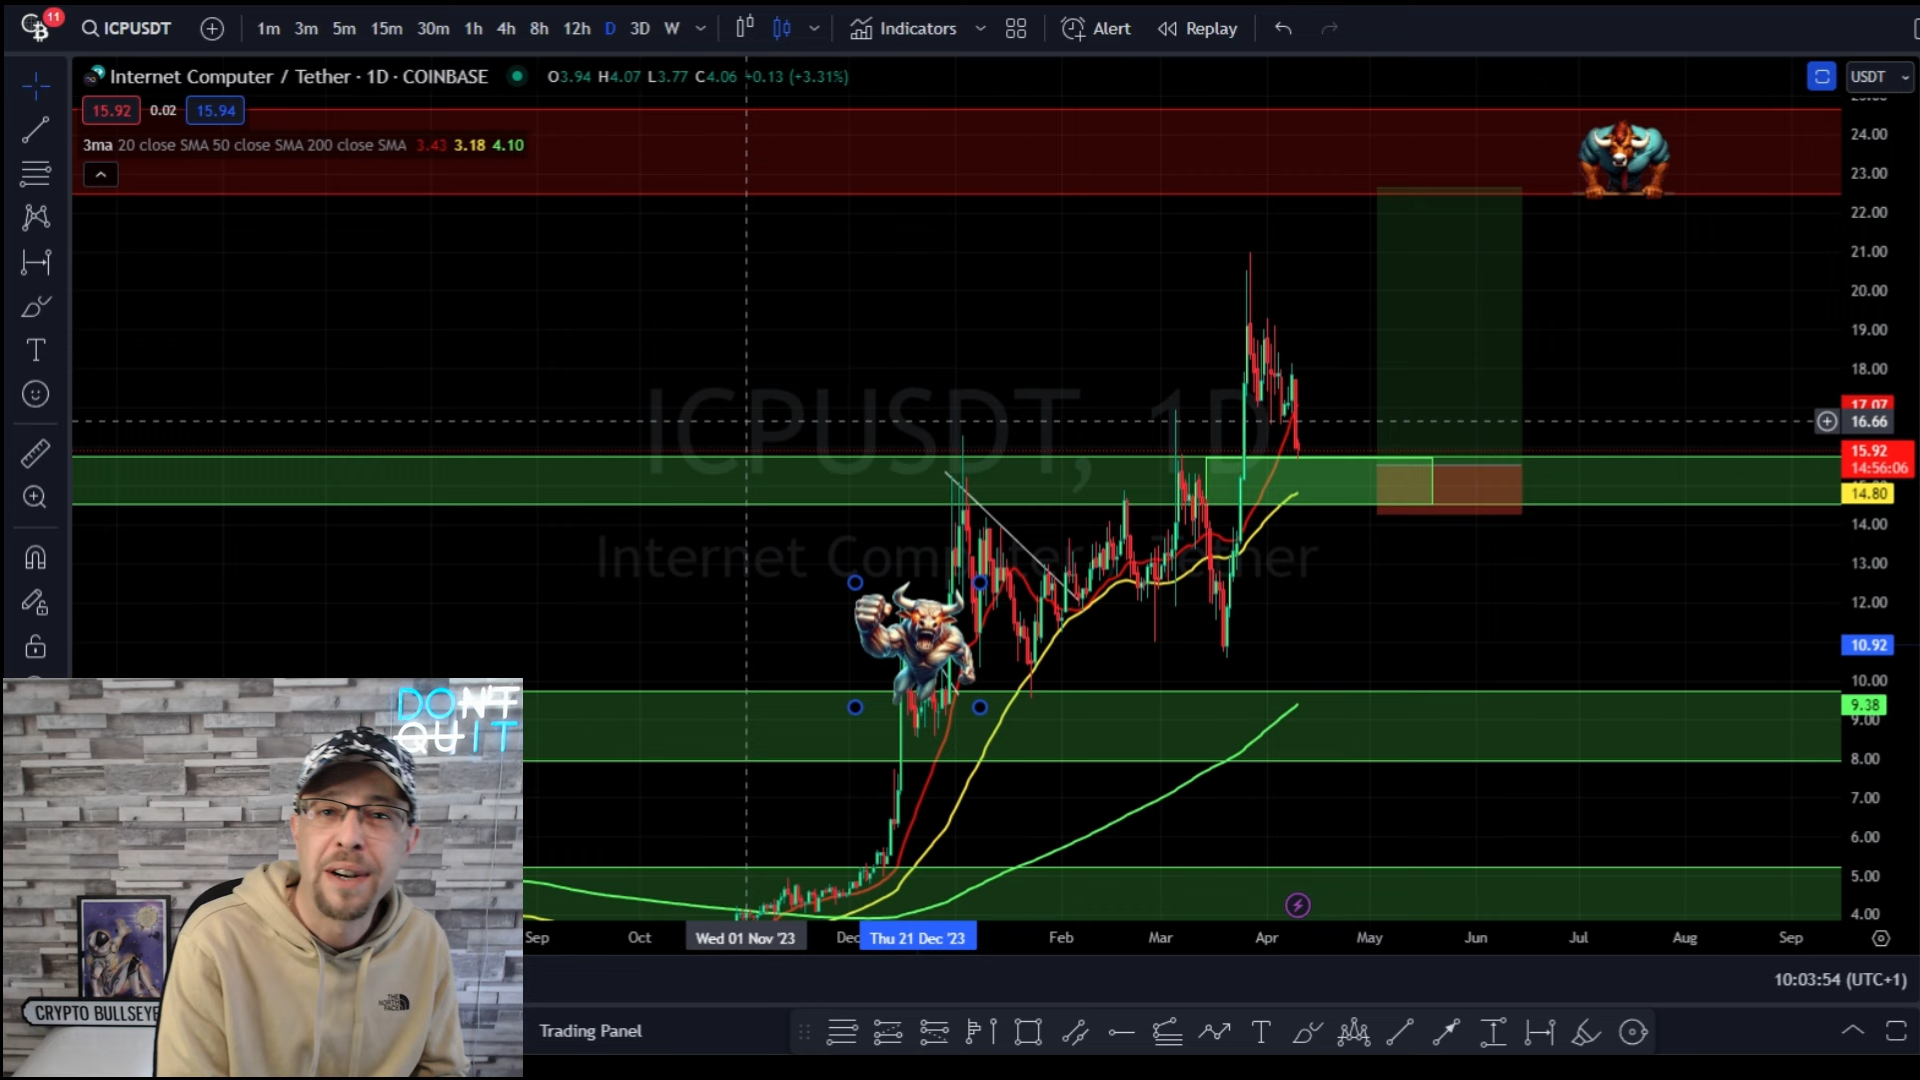 11
ICPUSDT
1m 3m 5m 15m 30m 1h 4h 8h 12h D 3D W
Indicators
Alert
Replay
Internet Computer / Tether · 1D · COINBASE
O3.94 H4.07 L3.77 C4.06 +0.13 (+3.31%)
USDT
15.92 0.02 15.94
3ma 20 close SMA 50 close SMA 200 close SMA 3.43 3.18 4.10
24.00
23.00
22.00
21.00
20.00
19.00
18.00
17.07
16.66
15.92
14:56:06
14.80
14.00
13.00
12.00
10.92
10.00
9.38
9.00
8.00
7.00
6.00
5.00
4.00
ICPUSDT, 1D
Internet Computer / Tether
DON'T
QUIT
THE
NORTH
FACE
CRYPTO BULLSEYE
Sep Oct Wed 01 Nov '23 Dec Thu 21 Dec '23 Feb Mar Apr May Jun Jul Aug Sep
10:03:54 (UTC+1)
Trading Panel